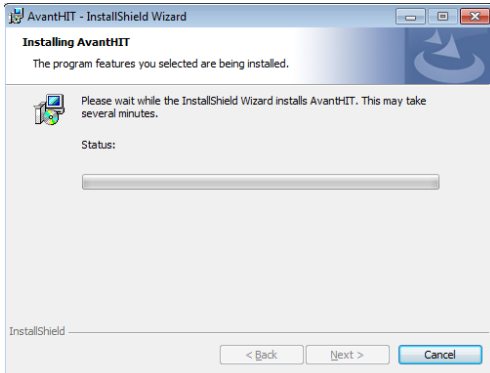 AvantHIT - InstallShield Wizard
Installing AvantHIT
The program features you selected are being installed.
Please wait while the InstallShield Wizard installs AvantHIT. This may take
several minutes.
Status:
InstallShield
< Back Next > Cancel